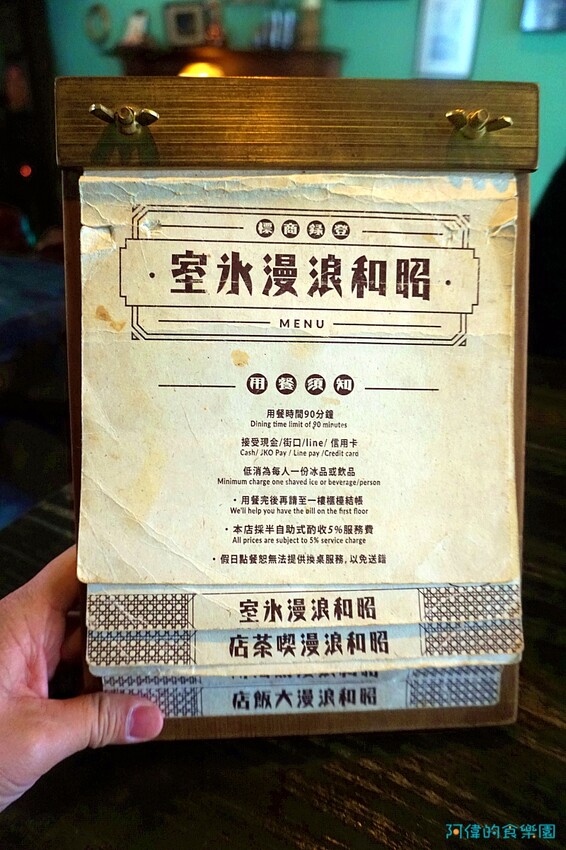 登録商標
昭和浪漫氷室
MENU
用餐須知
用餐時間90分鐘
Dining time limit of 90 minutes
接受現金/街口/line/ 信用卡
Cash/ JKO Pay / Line pay /Credit card
低消為每人一份冰品或飲品
Minimum charge one shaved ice or beverage/person
・用餐完後再請至一樓櫃檯結帳
We'll help you have the bill on the first floor
・本店採半自助式酌收5%服務費
All prices are subject to 5% service charge
・假日點餐恕無法提供換桌服務, 以免送錯
昭和浪漫氷室
昭和浪漫喫茶店
昭和浪漫大飯店
阿偉的食樂園